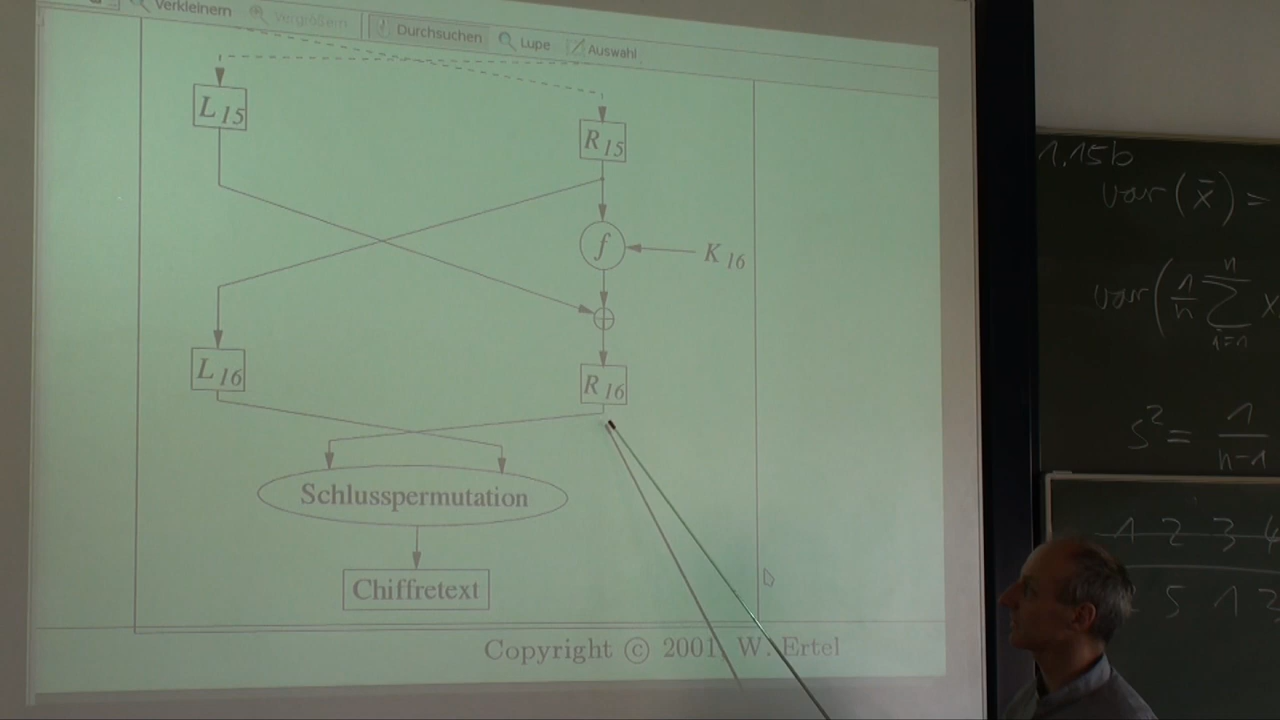 Verkleinern Vergrößern Durchsuchen Lupe Auswahl
L 15
R 15
f
K 16
L 16
R 16
Schlusspermutation
Chiffretext
Copyright © 2001, W. Ertel
1.15b
var (x̄) =
var ( 1/n n ∑ i=1 x
s² = 1/n-1
1 2 3 4
5 1 2